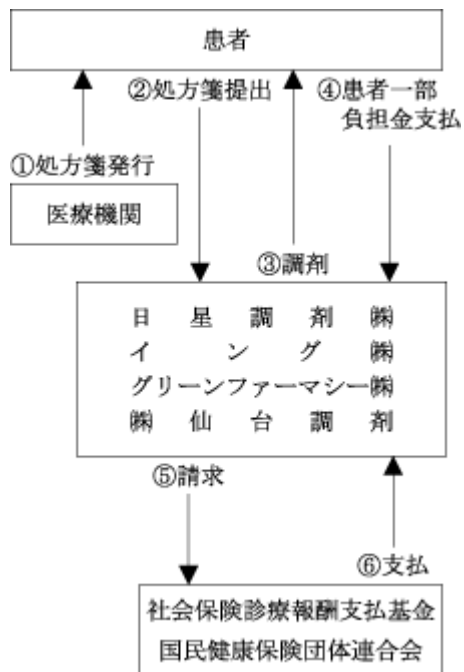 患者
②処方箋提出
④患者一部
負担金支払
①処方箋発行
医療機関
③調剤
日星調剤㈱
イング㈱
グリーンファーマシー㈱
㈱仙台調剤
⑤請求
⑥支払
社会保険診療報酬支払基金
国民健康保険団体連合会